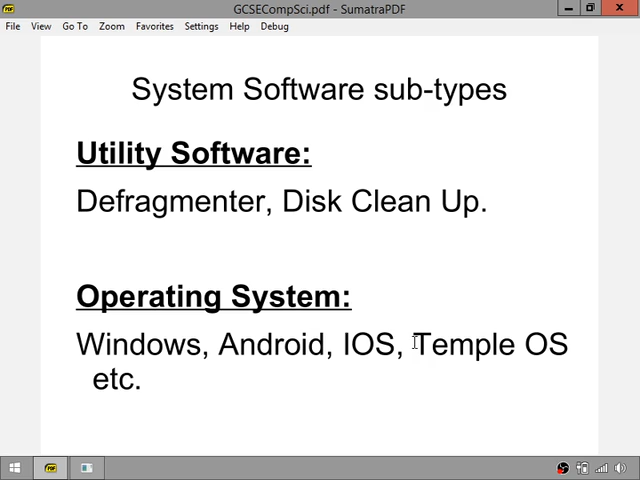 GCSECompSci.pdf - SumatraPDF
File View Go To Zoom Favorites Settings Help Debug
System Software sub-types
Utility Software:
Defragmenter, Disk Clean Up.
Operating System:
Windows, Android, IOS, Temple OS
etc.